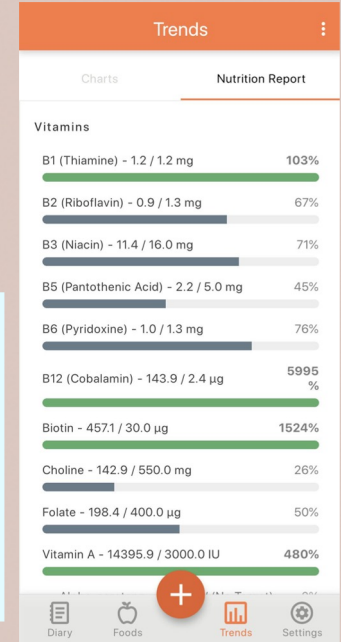 Trends
Charts
Nutrition Report
Vitamins
B1 (Thiamine) - 1.2 / 1.2 mg 103%
B2 (Riboflavin) - 0.9 / 1.3 mg 67%
B3 (Niacin) - 11.4 / 16.0 mg 71%
B5 (Pantothenic Acid) - 2.2 / 5.0 mg 45%
B6 (Pyridoxine) - 1.0 / 1.3 mg 76%
B12 (Cobalamin) - 143.9 / 2.4 µg 5995
%
Biotin - 457.1 / 30.0 µg 1524%
Choline - 142.9 / 550.0 mg 26%
Folate - 198.4 / 400.0 µg 50%
Vitamin A - 14395.9 / 3000.0 IU 480%
+
Diary
Foods
Trends
Settings